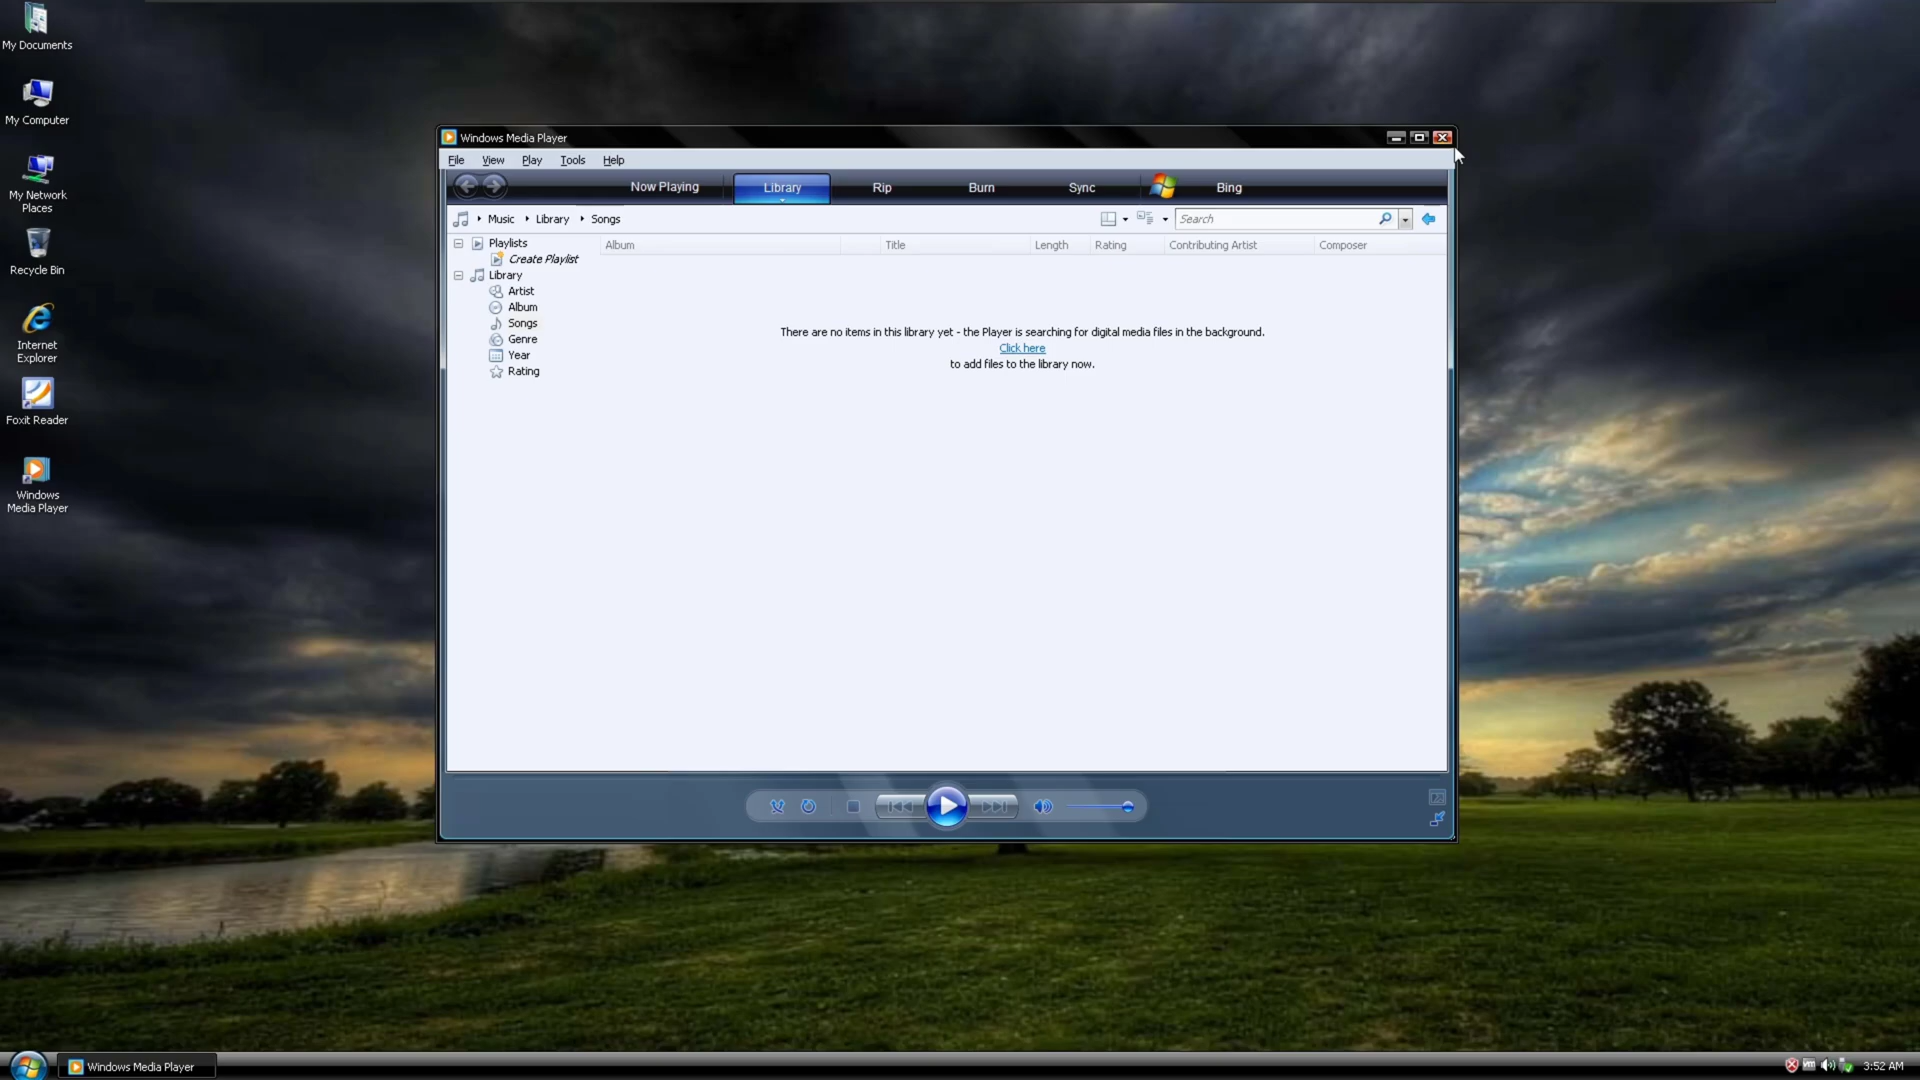 My Documents
My Computer
My Network
Places
Recycle Bin
Internet
Explorer
Foxit Reader
Windows
Media Player
Windows Media Player
File View Play Tools Help
Now Playing Library Rip Burn Sync Bing
Music Library Songs Search
Playlists
Create Playlist
Library
Artist
Album
Songs
Genre
Year
Rating
Album Title Length Rating Contributing Artist Composer
There are no items in this library yet - the Player is searching for digital media files in the background.
Click here
to add files to the library now.
Windows Media Player
vm
3:52 AM